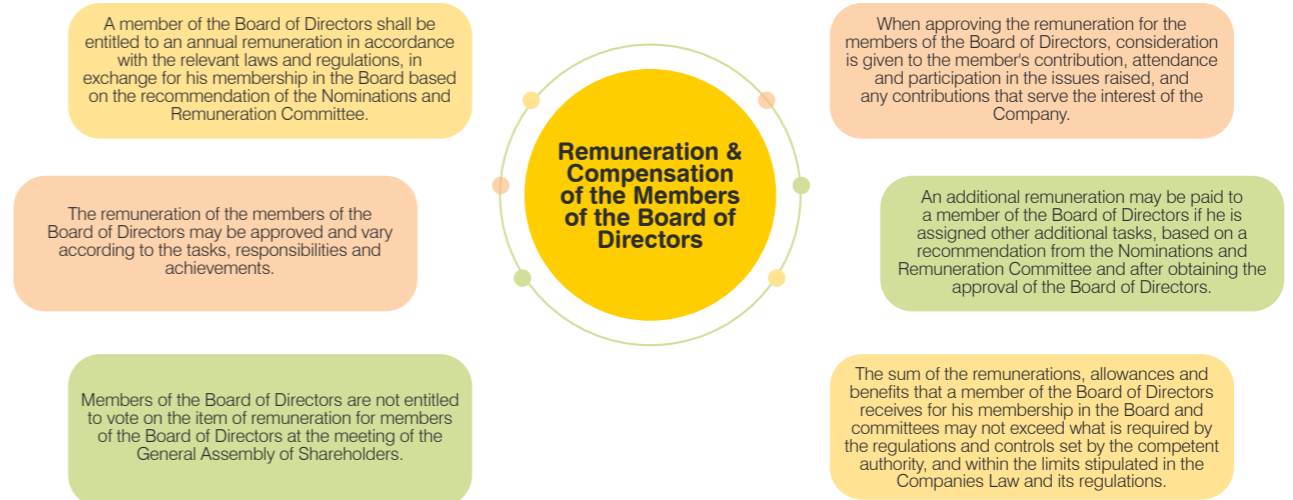 A member of the Board of Directors shall be
entitled to an annual remuneration in accordance
with the relevant laws and regulations, in
exchange for his membership in the Board based
on the recommendation of the Nominations and
Remuneration Committee.
The remuneration of the members of the
Board of Directors may be approved and vary
according to the tasks, responsibilities and
achievements.
Members of the Board of Directors are not entitled
to vote on the item of remuneration for members
of the Board of Directors at the meeting of the
General Assembly of Shareholders.
Remuneration &
Compensation
of the Members
of the Board of
Directors
When approving the remuneration for the
members of the Board of Directors, consideration
is given to the member's contribution, attendance
and participation in the issues raised, and
any contributions that serve the interest of the
Company.
An additional remuneration may be paid to
a member of the Board of Directors if he is
assigned other additional tasks, based on a
recommendation from the Nominations and
Remuneration Committee and after obtaining the
approval of the Board of Directors.
The sum of the remunerations, allowances and
benefits that a member of the Board of Directors
receives for his membership in the Board and
committees may not exceed what is required by
the regulations and controls set by the competent
authority, and within the limits stipulated in the
Companies Law and its regulations.